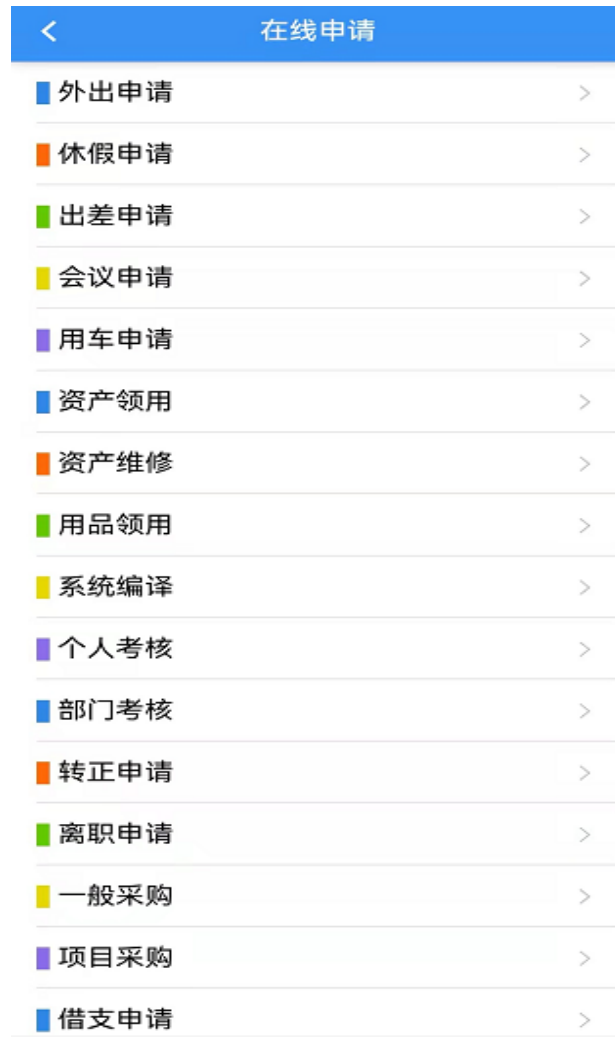 在线申请
外出申请
休假申请
出差申请
会议申请
用车申请
资产领用
资产维修
用品领用
系统编译
个人考核
部门考核
转正申请
离职申请
一般采购
项目采购
借支申请